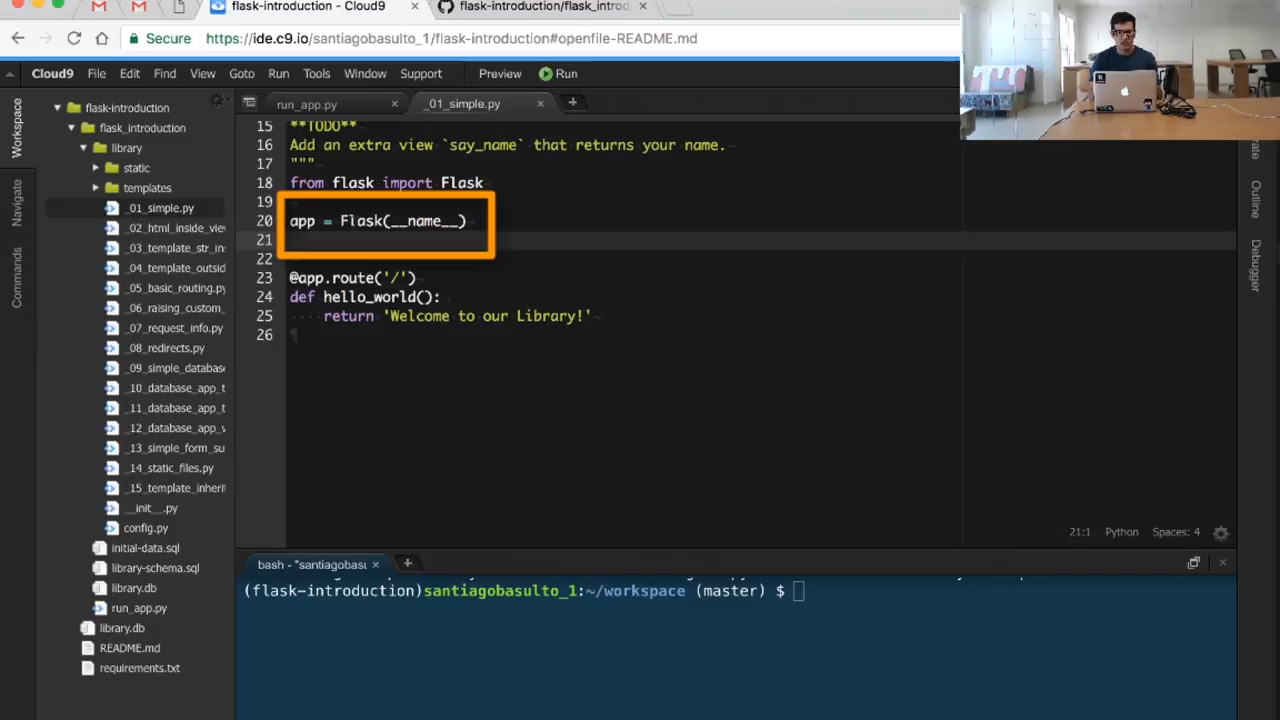 flask-introduction - Cloud9
flask-introduction/flask_introd
Secure
https://ide.c9.io/santiagobasulto_1/flask-introduction#openfile-README.md
Cloud9 File Edit Find View Goto Run Tools Window Support Preview Run
Workspace
Navigate
Commands
flask-introduction
flask_introduction
library
static
templates
_01_simple.py
_02_html_inside_vie
_03_template_str_in
_04_template_outsid
_05_basic_routing.py
_06_raising_custom_
_07_request_info.py
_08_redirects.py
_09_simple_database
_10_database_app_t
_11_database_app_t
_12_database_app_v
_13_simple_form_su
_14_static_files.py
_15_template_inherit
__init__.py
config.py
initial-data.sql
library-schema.sql
library.db
run_app.py
library.db
README.md
requirements.txt
run_app.py
_01_simple.py
15 **TODO**
16 Add an extra view `say_name` that returns your name.
17 """
18 from flask import Flask
19
20 app = Flask(__name__)
21
22
23 @app.route('/')
24 def hello_world():
25 return 'Welcome to our Library!'
26
21:1 Python Spaces: 4
Outline
Debugger
bash - "santiagobasu
(flask-introduction)santiagobasulto_1:~/workspace (master) $